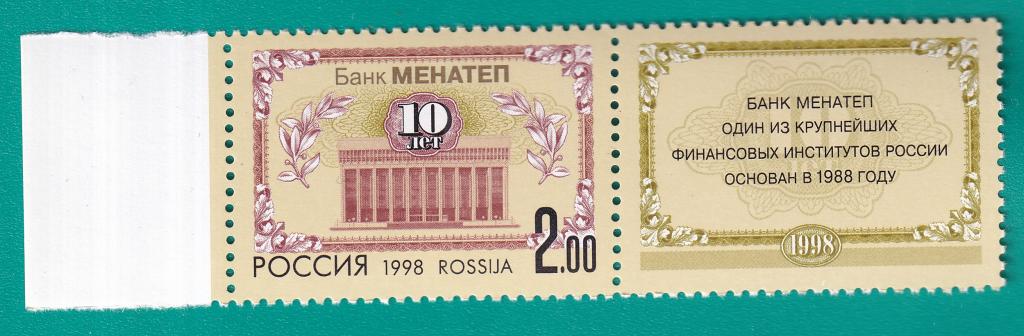 Банк МЕНАТЕП
10
ЛЕТ
РОССИЯ 1998 ROSSIJA 2.00
БАНК МЕНАТЕП
ОДИН ИЗ КРУПНЕЙШИХ
ФИНАНСОВЫХ ИНСТИТУТОВ РОССИИ
ОСНОВАН В 1988 ГОДУ
1998